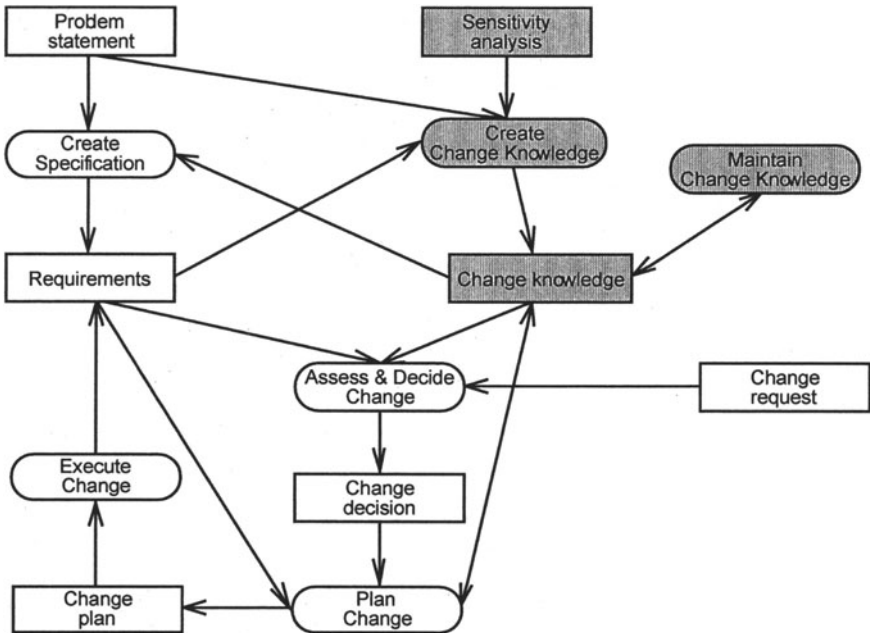 Problem
statement
Sensitivity
analysis
Create
Specification
Create
Change Knowledge
Maintain
Change Knowledge
Requirements
Change knowledge
Assess & Decide
Change
Change
request
Execute
Change
Change
decision
Change
plan
Plan
Change